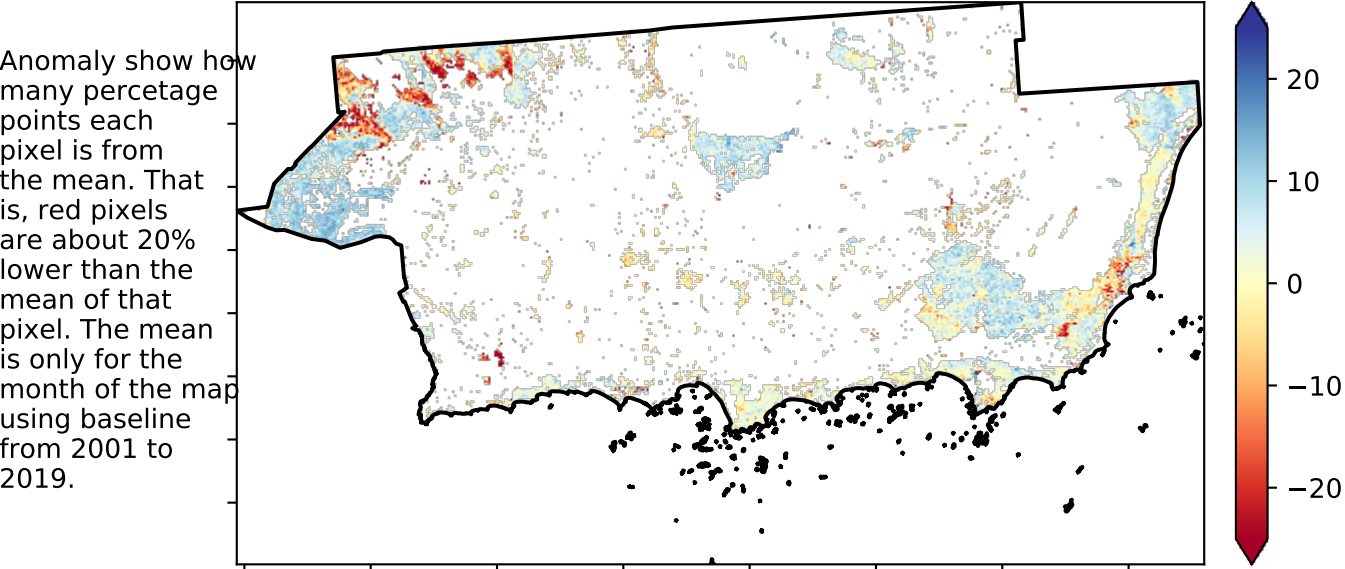 Anomaly show how
many percetage
points each
pixel is from
the mean. That
is, red pixels
are about 20%
lower than the
mean of that
pixel. The mean
is only for the
month of the map
using baseline
from 2001 to
2019.
20
10
0
−10
−20